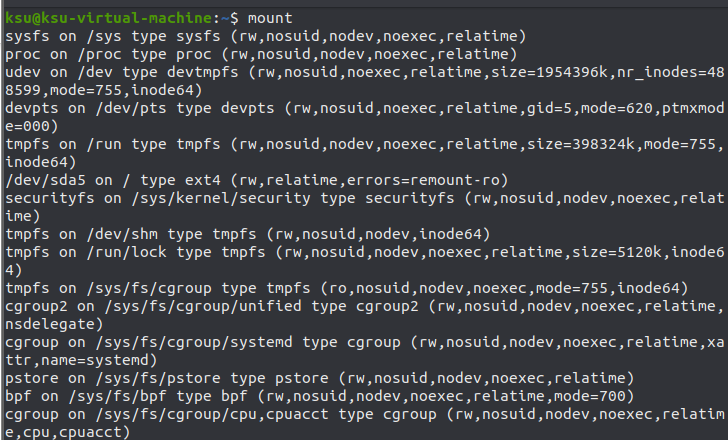 ksu@ksu-virtual-machine:~$ mount
sysfs on /sys type sysfs (rw,nosuid,nodev,noexec,relatime)
proc on /proc type proc (rw,nosuid,nodev,noexec,relatime)
udev on /dev type devtmpfs (rw,nosuid,noexec,relatime,size=1954396k,nr_inodes=48
8599,mode=755,inode64)
devpts on /dev/pts type devpts (rw,nosuid,noexec,relatime,gid=5,mode=620,ptmxmod
e=000)
tmpfs on /run type tmpfs (rw,nosuid,nodev,noexec,relatime,size=398324k,mode=755,
inode64)
/dev/sda5 on / type ext4 (rw,relatime,errors=remount-ro)
securityfs on /sys/kernel/security type securityfs (rw,nosuid,nodev,noexec,relat
ime)
tmpfs on /dev/shm type tmpfs (rw,nosuid,nodev,inode64)
tmpfs on /run/lock type tmpfs (rw,nosuid,nodev,noexec,relatime,size=5120k,inode6
4)
tmpfs on /sys/fs/cgroup type tmpfs (ro,nosuid,nodev,noexec,mode=755,inode64)
cgroup2 on /sys/fs/cgroup/unified type cgroup2 (rw,nosuid,nodev,noexec,relatime,
nsdelegate)
cgroup on /sys/fs/cgroup/systemd type cgroup (rw,nosuid,nodev,noexec,relatime,xa
ttr,name=systemd)
pstore on /sys/fs/pstore type pstore (rw,nosuid,nodev,noexec,relatime)
bpf on /sys/fs/bpf type bpf (rw,nosuid,nodev,noexec,relatime,mode=700)
cgroup on /sys/fs/cgroup/cpu,cpuacct type cgroup (rw,nosuid,nodev,noexec,relatim
e,cpu,cpuacct)